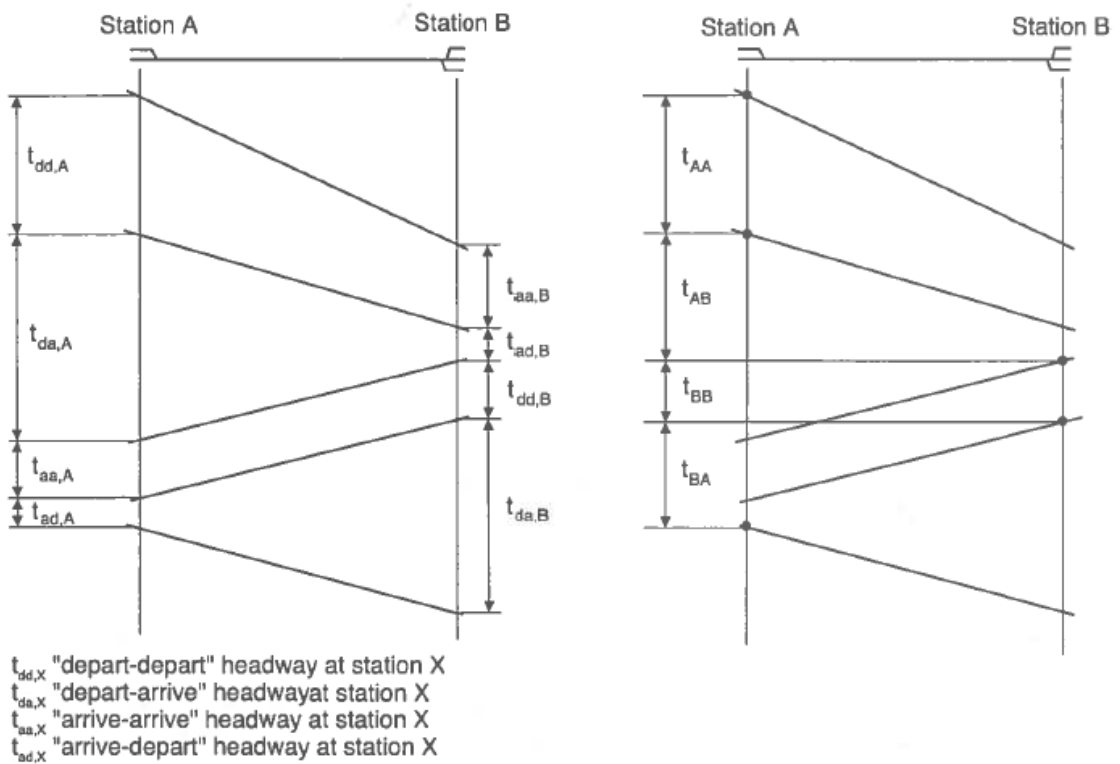 Station A Station B Station A Station B
t_dd,A
t_AA
t_da,A
t_aa,B
t_AB
t_ad,B
t_dd,B
t_BB
t_aa,A
t_BA
t_ad,A
t_da,B
t_dd,X "depart-depart" headway at station X
t_da,X "depart-arrive" headwayat station X
t_aa,X "arrive-arrive" headway at station X
t_ad,X "arrive-depart" headway at station X